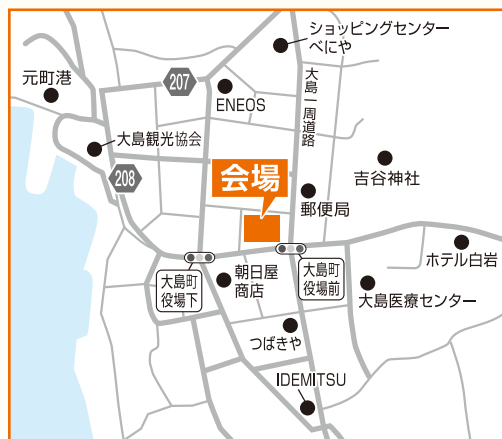 ショッピングセンター
べにや
元町港
207
ENEOS
大島一周道路
大島観光協会
208
会場
吉谷神社
郵便局
大島町
役場下
朝日屋
商店
大島町
役場前
ホテル白岩
大島医療センター
つばきや
IDEMITSU